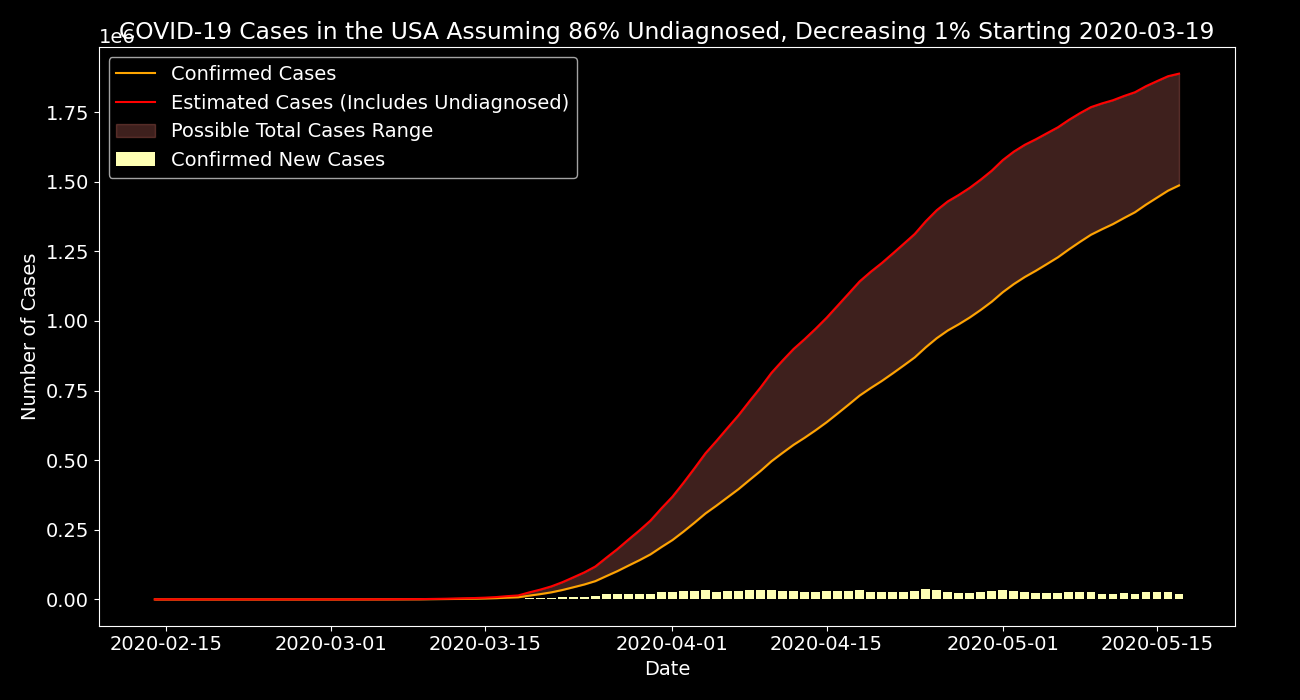 COVID-19 Cases in the USA Assuming 86% Undiagnosed, Decreasing 1% Starting 2020-03-19
1e6
Confirmed Cases
Estimated Cases (Includes Undiagnosed)
Possible Total Cases Range
Confirmed New Cases
1.75
1.50
1.25
1.00
0.75
0.50
0.25
0.00
Number of Cases
2020-02-15 2020-03-01 2020-03-15 2020-04-01 2020-04-15 2020-05-01 2020-05-15
Date